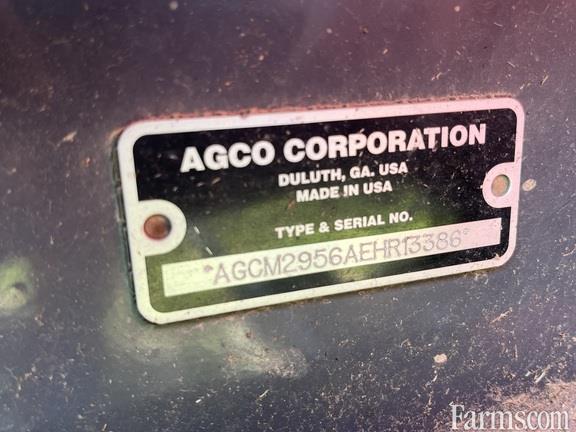 AGCO CORPORATION
DULUTH, GA. USA
MADE IN USA
TYPE & SERIAL NO.
*AGCM2956AEHR13386*
Farms.com